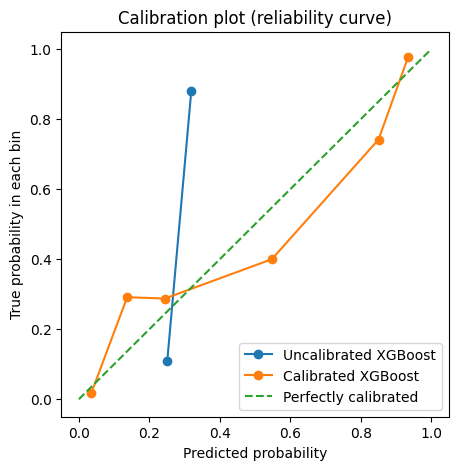 Calibration plot (reliability curve)
True probability in each bin
1.0
0.8
0.6
0.4
0.2
0.0
0.0 0.2 0.4 0.6 0.8 1.0
Predicted probability
Uncalibrated XGBoost
Calibrated XGBoost
Perfectly calibrated